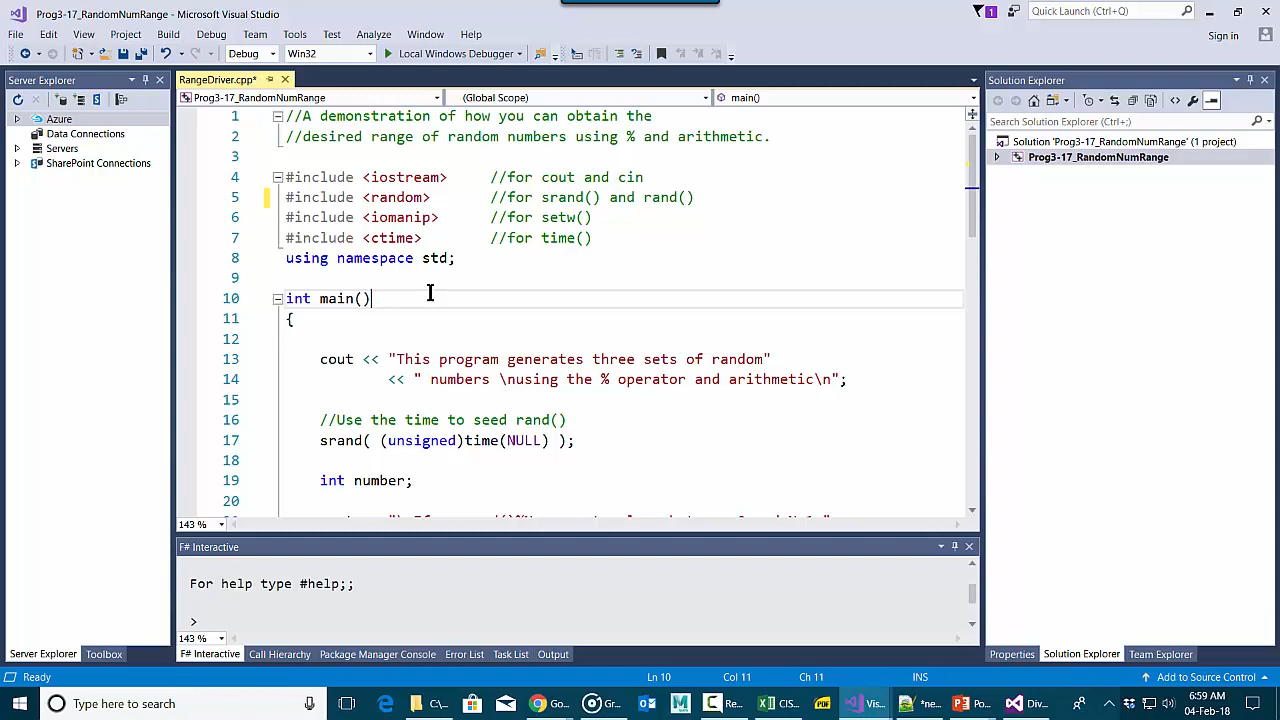 Prog3-17_RandomNumRange - Microsoft Visual Studio
1
Quick Launch (Ctrl+Q)
File Edit View Project Build Debug Team Tools Test Analyze Window Help
Sign in
Debug Win32 Local Windows Debugger
Server Explorer
Azure
Data Connections
Servers
SharePoint Connections
Server Explorer Toolbox
RangeDriver.cpp*
Prog3-17_RandomNumRange (Global Scope) main()
1 //A demonstration of how you can obtain the
2 //desired range of random numbers using % and arithmetic.
3
4 #include <iostream> //for cout and cin
5 #include <random> //for srand() and rand()
6 #include <iomanip> //for setw()
7 #include <ctime> //for time()
8 using namespace std;
9
10 int main()
11 {
12
13 cout << "This program generates three sets of random"
14 << " numbers \nusing the % operator and arithmetic\n";
15
16 //Use the time to seed rand()
17 srand( (unsigned)time(NULL) );
18
19 int number;
20
143 %
F# Interactive
For help type #help;;
>
143 %
F# Interactive Call Hierarchy Package Manager Console Error List Task List Output
Solution Explorer
Search Solution Explorer (Ctrl+;)
Solution 'Prog3-17_RandomNumRange' (1 project)
Prog3-17_RandomNumRange
Properties Solution Explorer Team Explorer
Ready Ln 10 Col 11 Ch 11 INS Add to Source Control
Type here to search
C:\... Go... Gr... Re... CIS... Vis... *ne... Po... Div...
6:59 AM
04-Feb-18